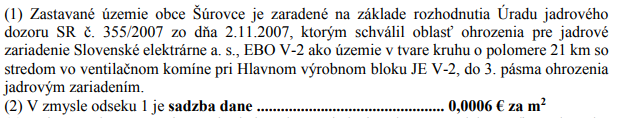 (1) Zastavané územie obce Šúrovce je zaradené na základe rozhodnutia Úradu jadrového
dozoru SR č. 355/2007 zo dňa 2.11.2007, ktorým schválil oblasť ohrozenia pre jadrové
zariadenie Slovenské elektrárne a. s., EBO V-2 ako územie v tvare kruhu o polomere 21 km so
stredom vo ventilačnom komíne pri Hlavnom výrobnom bloku JE V-2, do 3. pásma ohrozenia
jadrovým zariadením.
(2) V zmysle odseku 1 je sadzba dane ............................................... 0,0006 € za m²